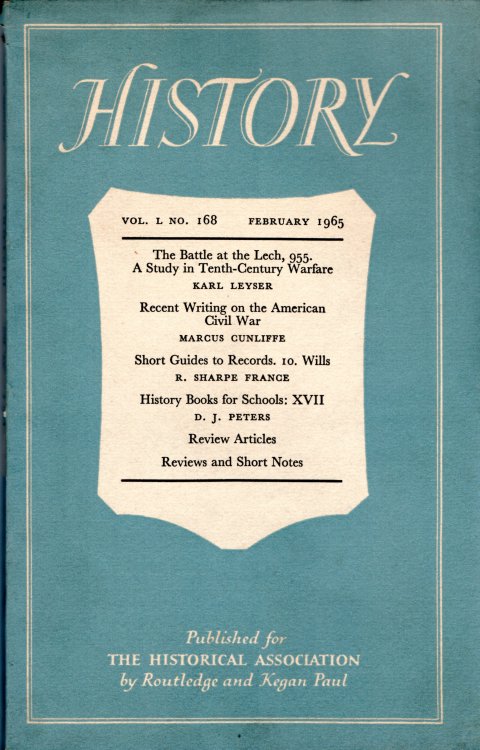 HISTORY
VOL. L NO. 168 FEBRUARY 1965
The Battle at the Lech, 955.
A Study in Tenth-Century Warfare
KARL LEYSER
Recent Writing on the American
Civil War
MARCUS CUNLIFFE
Short Guides to Records. 10. Wills
R. SHARPE FRANCE
History Books for Schools: XVII
D. J. PETERS
Review Articles
Reviews and Short Notes
Published for
THE HISTORICAL ASSOCIATION
by Routledge and Kegan Paul